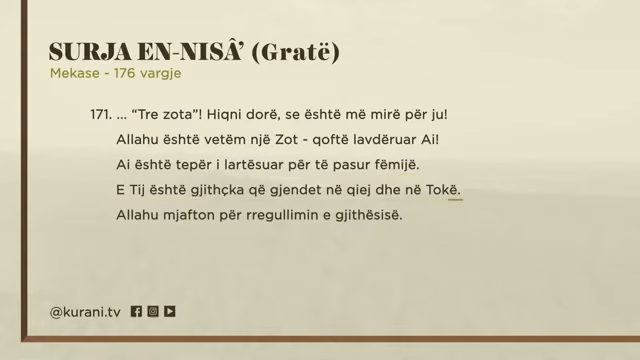 SURJA EN-NISÂ’ (Gratë)
Mekase - 176 vargje
171. ... “Tre zota”! Hiqni dorë, se është më mirë për ju!
Allahu është vetëm një Zot - qoftë lavdëruar Ai!
Ai është tepër i lartësuar për të pasur fëmijë.
E Tij është gjithçka që gjendet në qiej dhe në Tokë.
Allahu mjafton për rregullimin e gjithësisë.
@kurani.tv